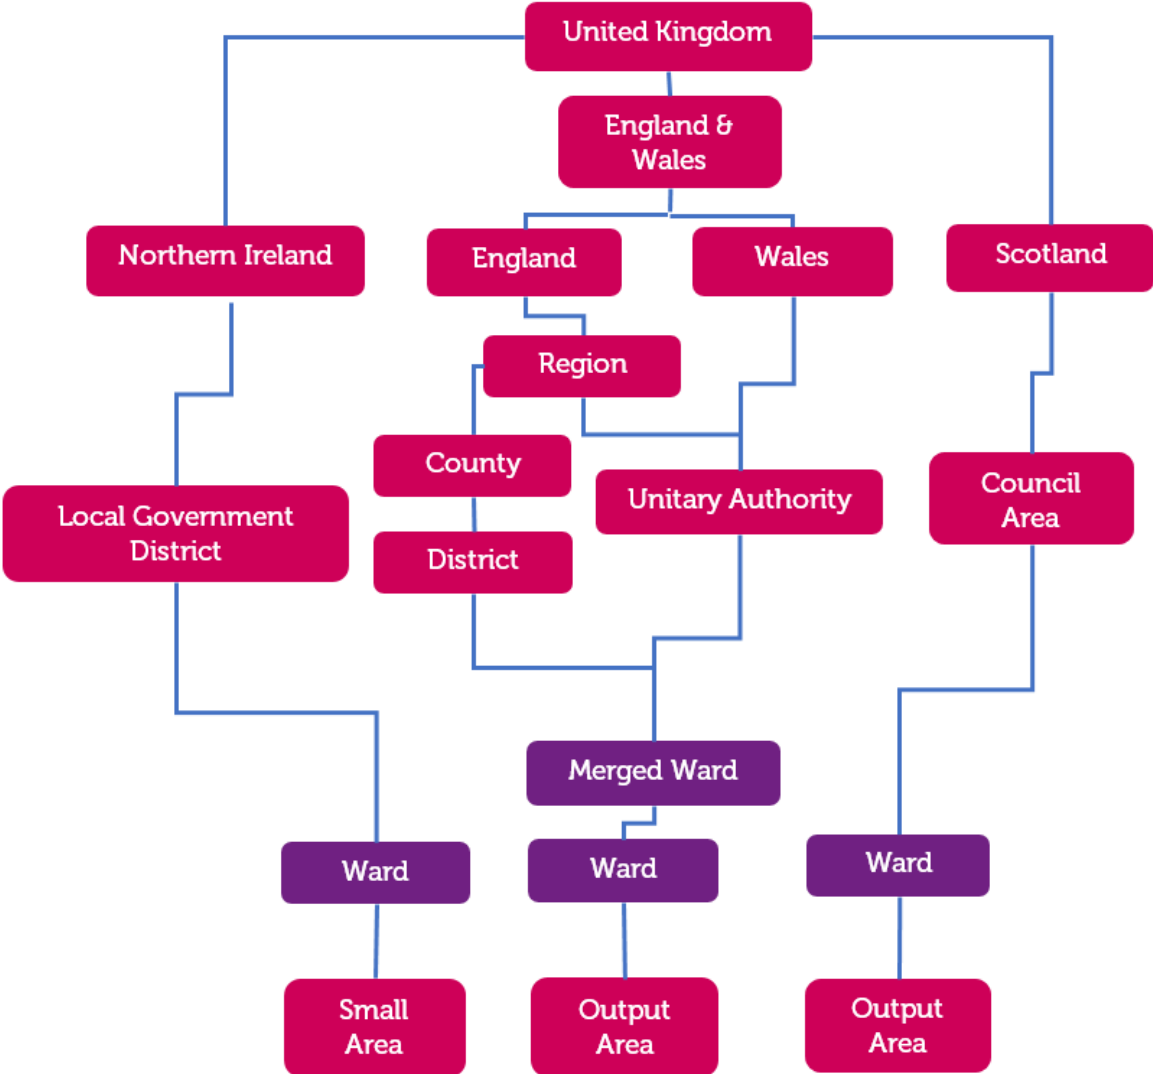 United Kingdom
England &
Wales
Northern Ireland
England
Wales
Scotland
Region
County
Unitary Authority
Council
Area
Local Government
District
District
Merged Ward
Ward
Ward
Ward
Small
Area
Output
Area
Output
Area